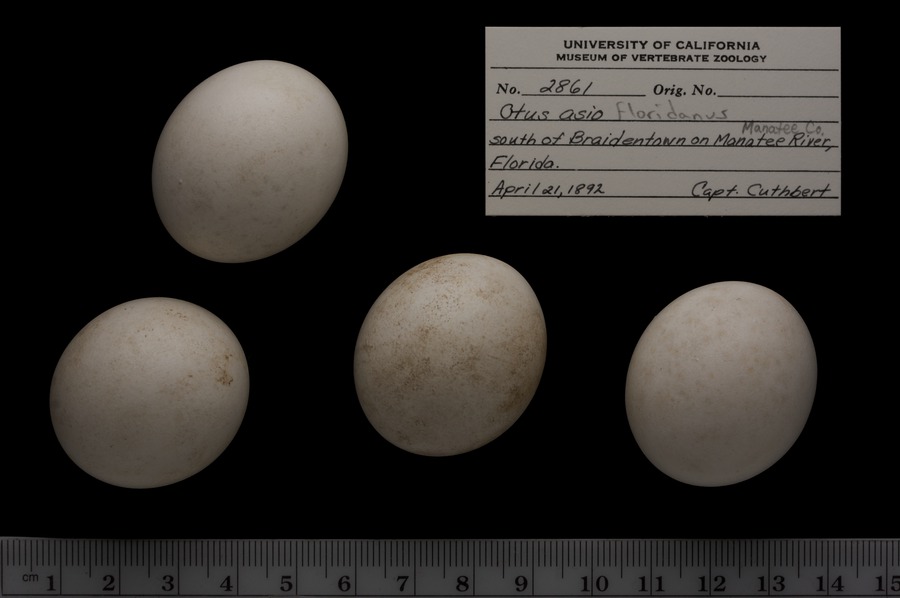 UNIVERSITY OF CALIFORNIA
MUSEUM OF VERTEBRATE ZOOLOGY
No. 2861 Orig. No.
Otus asio floridanus
Manatee Co.
south of Braidentown on Manatee River,
Florida.
April 21, 1892 Capt. Cuthbert
cm 1 2 3 4 5 6 7 8 9 10 11 12 13 14 15